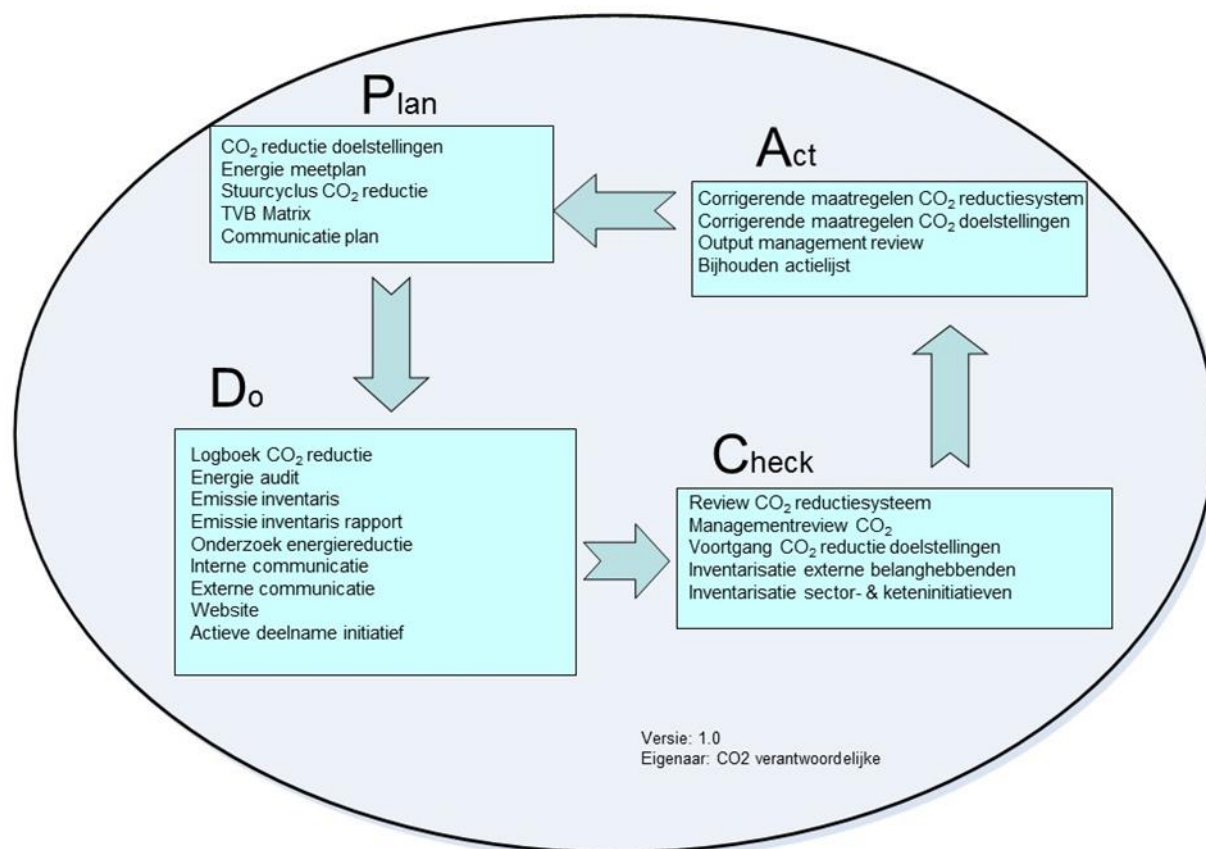 Plan
CO₂ reductie doelstellingen
Energie meetplan
Stuurcyclus CO₂ reductie
TVB Matrix
Communicatie plan
Act
Corrigerende maatregelen CO₂ reductiesystem
Corrigerende maatregelen CO₂ doelstellingen
Output management review
Bijhouden actielijst
Do
Logboek CO₂ reductie
Energie audit
Emissie inventaris
Emissie inventaris rapport
Onderzoek energiereductie
Interne communicatie
Externe communicatie
Website
Actieve deelname initiatief
Check
Review CO₂ reductiesysteem
Managementreview CO₂
Voortgang CO₂ reductie doelstellingen
Inventarisatie externe belanghebbenden
Inventarisatie sector- & keteninitiatieven
Versie: 1.0
Eigenaar: CO2 verantwoordelijke